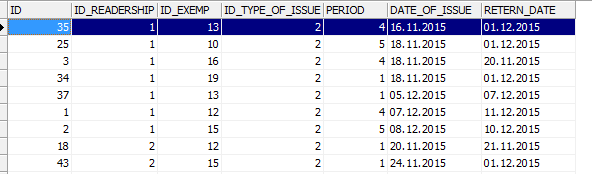 ID ID_READERSHIP ID_EXEMP ID_TYPE_OF_ISSUE PERIOD DATE_OF_ISSUE RETERN_DATE
35 1 13 2 4 16.11.2015 01.12.2015
25 1 10 2 5 18.11.2015 01.12.2015
3 1 16 2 4 18.11.2015 20.11.2015
34 1 19 2 1 18.11.2015 01.12.2015
37 1 13 2 1 05.12.2015 07.12.2015
1 1 12 2 4 07.12.2015 11.12.2015
2 1 15 2 5 08.12.2015 10.12.2015
18 2 12 2 1 20.11.2015 21.11.2015
43 2 15 2 1 24.11.2015 01.12.2015